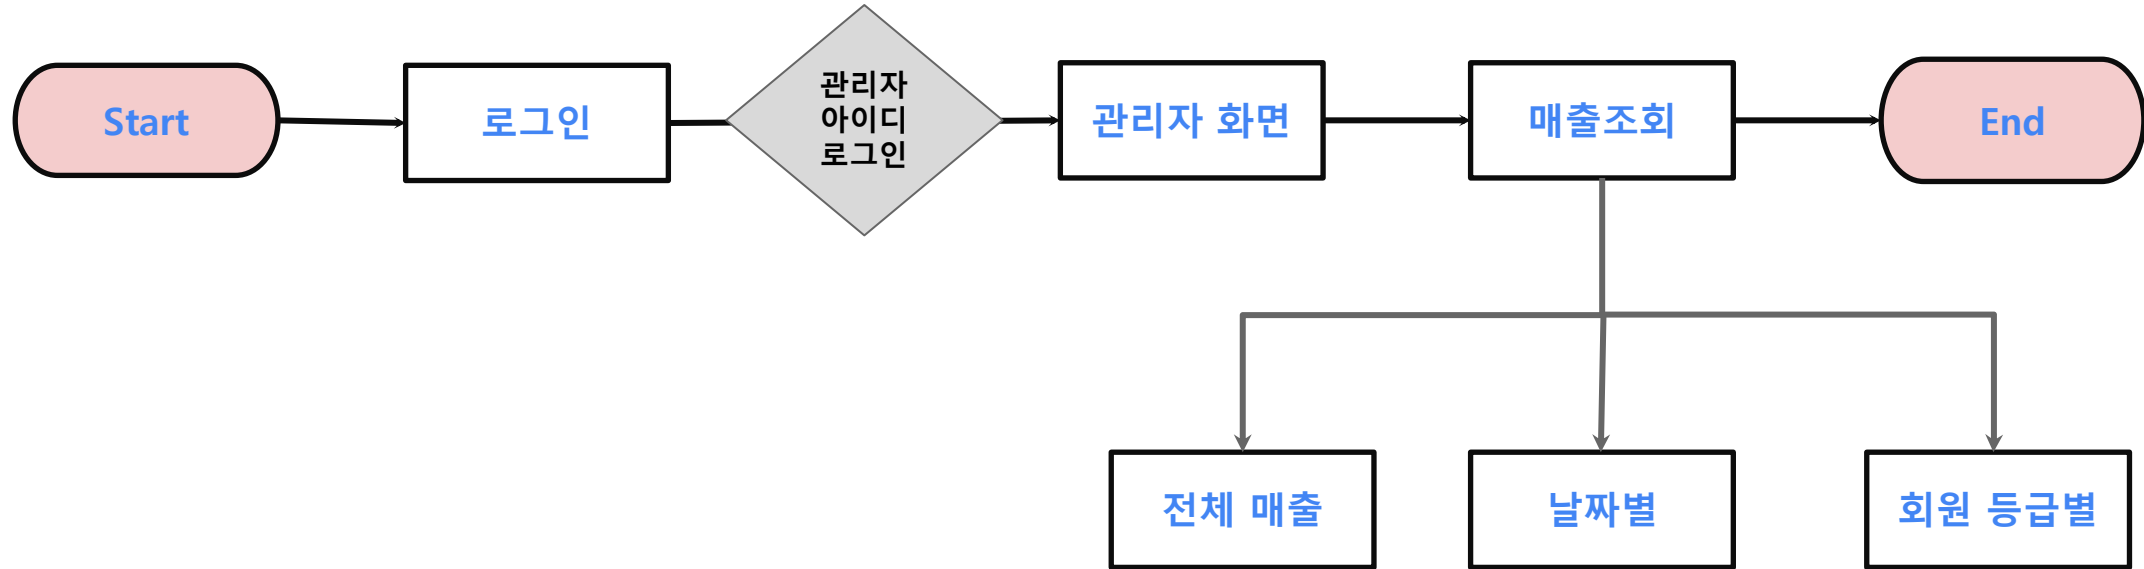 Start
로그인
관리자
아이디
로그인
관리자 화면
매출조회
End
전체 매출
날짜별
회원 등급별